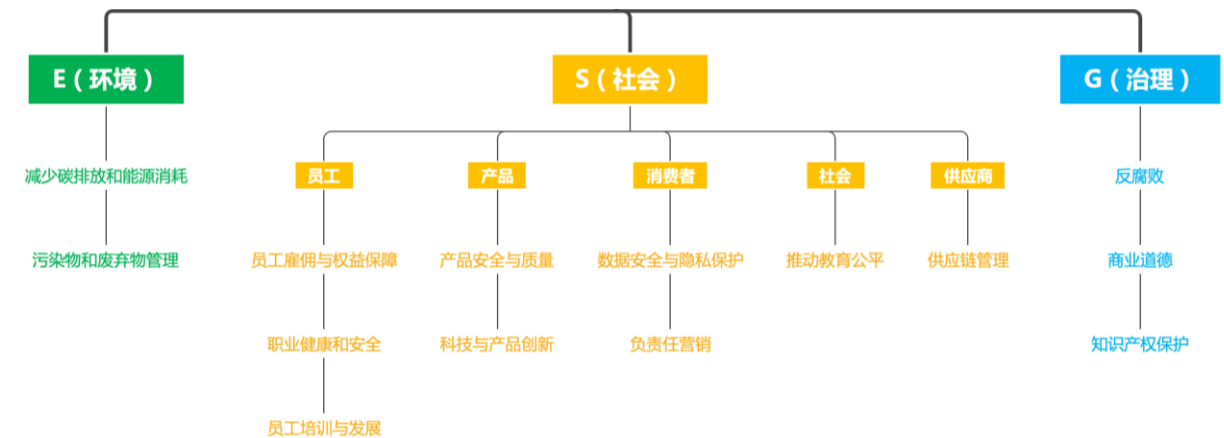 E（环境）
S（社会）
G（治理）
减少碳排放和能源消耗
员工
产品
消费者
社会
供应商
反腐败
污染物和废弃物管理
员工雇佣与权益保障
产品安全与质量
数据安全与隐私保护
推动教育公平
供应链管理
商业道德
职业健康和安全
科技与产品创新
负责任营销
知识产权保护
员工培训与发展